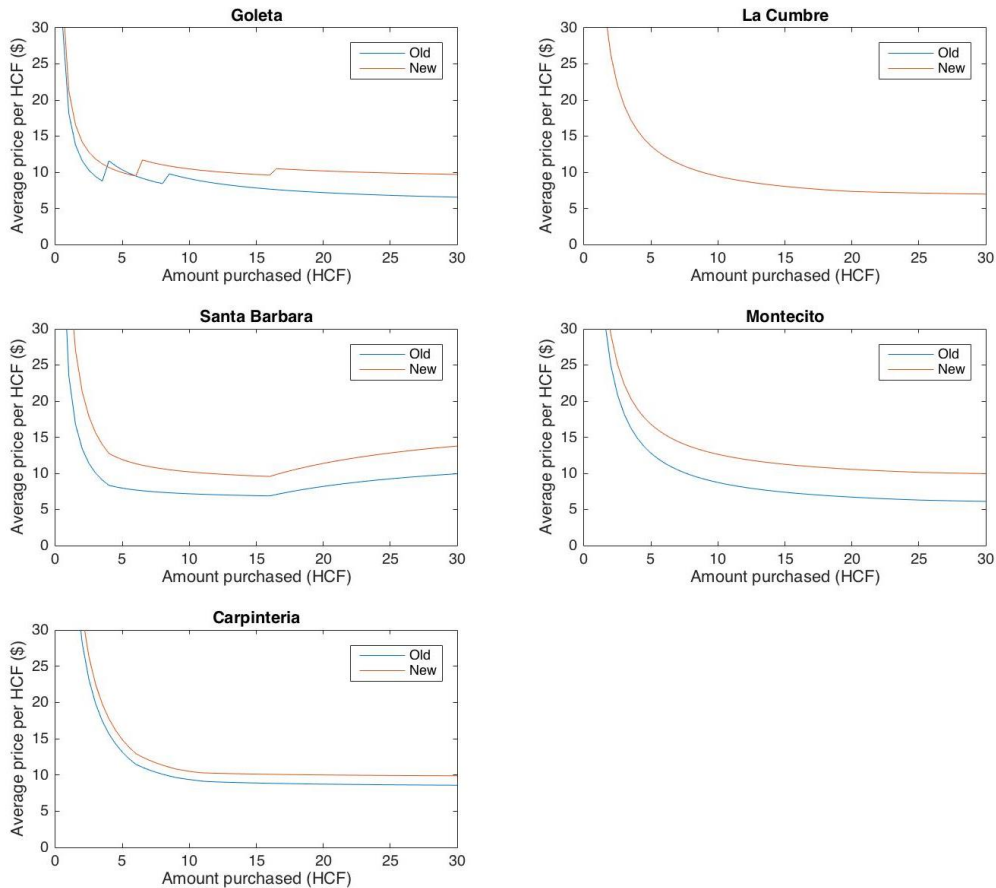 Goleta
Average price per HCF ($)
30
25
20
15
10
5
0
Old
New
0 5 10 15 20 25 30
Amount purchased (HCF)
La Cumbre
Average price per HCF ($)
30
25
20
15
10
5
0
Old
New
0 5 10 15 20 25 30
Amount purchased (HCF)
Santa Barbara
Average price per HCF ($)
30
25
20
15
10
5
0
Old
New
0 5 10 15 20 25 30
Amount purchased (HCF)
Montecito
Average price per HCF ($)
30
25
20
15
10
5
0
Old
New
0 5 10 15 20 25 30
Amount purchased (HCF)
Carpinteria
Average price per HCF ($)
30
25
20
15
10
5
0
Old
New
0 5 10 15 20 25 30
Amount purchased (HCF)